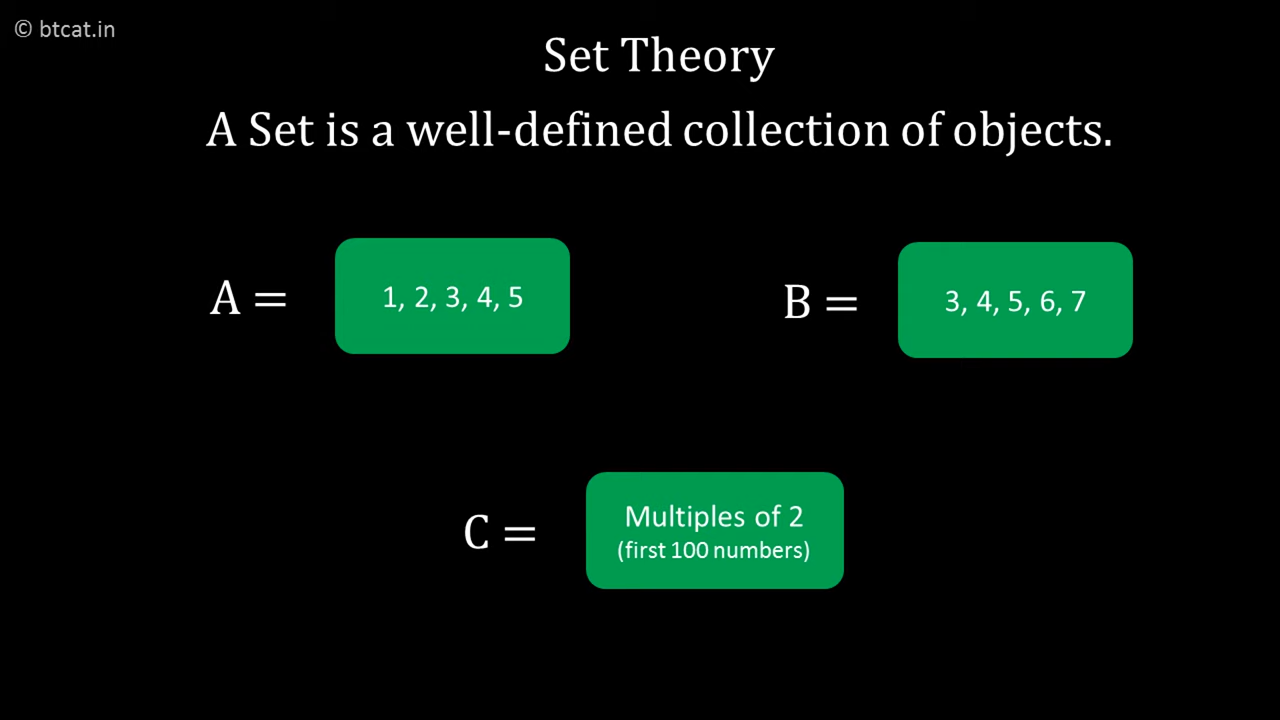 © btcat.in
Set Theory
A Set is a well-defined collection of objects.
A =
1, 2, 3, 4, 5
B =
3, 4, 5, 6, 7
C =
Multiples of 2
(first 100 numbers)